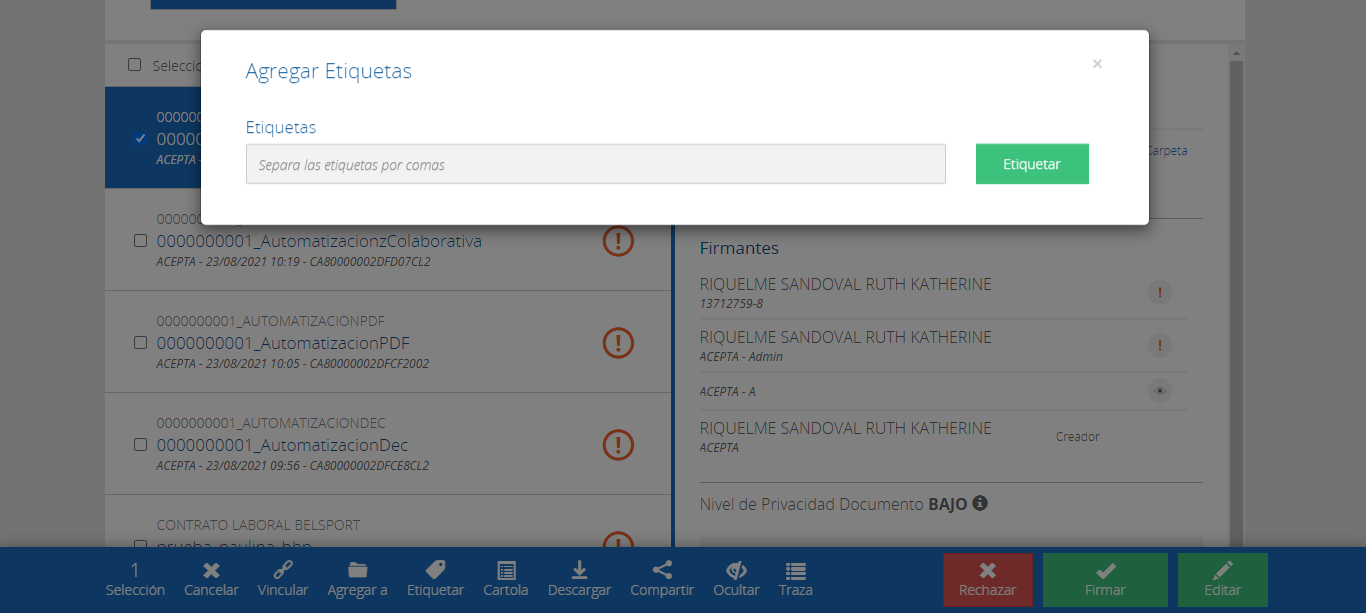 Agregar Etiquetas
×
Etiquetas
Separa las etiquetas por comas
Etiquetar
ACEPTA -
Carpeta
0000000001_AutomatizacionzColaborativa
ACEPTA - 23/08/2021 10:19 - CA80000002DFD07CL2
0000000001_AUTOMATIZACIONPDF
0000000001_AutomatizacionPDF
ACEPTA - 23/08/2021 10:05 - CA80000002DFCF2002
0000000001_AUTOMATIZACIONDEC
0000000001_AutomatizacionDec
ACEPTA - 23/08/2021 09:56 - CA80000002DFCE8CL2
CONTRATO LABORAL BELSPORT
Firmantes
RIQUELME SANDOVAL RUTH KATHERINE
13712759-8
RIQUELME SANDOVAL RUTH KATHERINE
ACEPTA - Admin
ACEPTA - A
RIQUELME SANDOVAL RUTH KATHERINE
ACEPTA
Creador
Nivel de Privacidad Documento BAJO
1
Selección
Cancelar
Vincular
Agregar a
Etiquetar
Cartola
Descargar
Compartir
Ocultar
Traza
Rechazar
Firmar
Editar